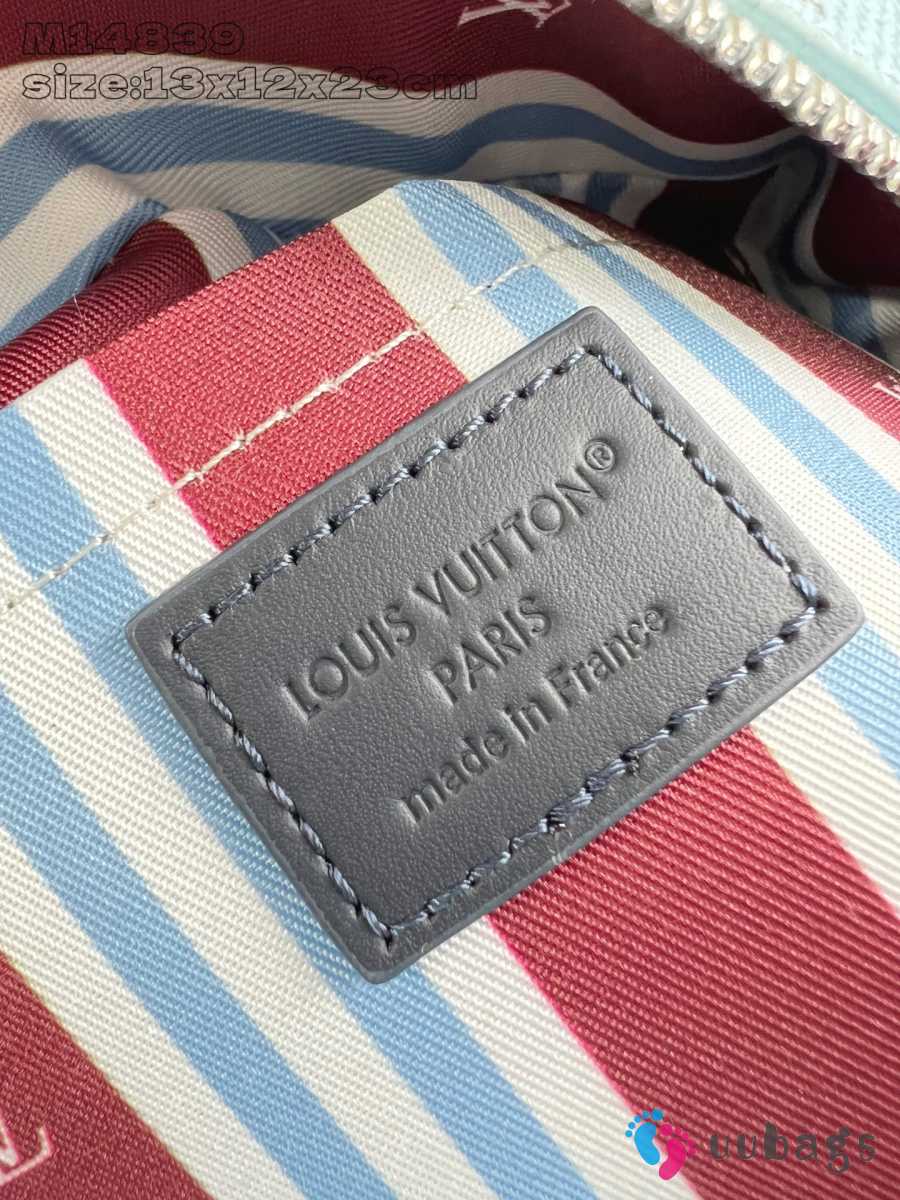 M14839
size:13x12x23cm
LOUIS VUITTON®
PARIS
made in France
uubags